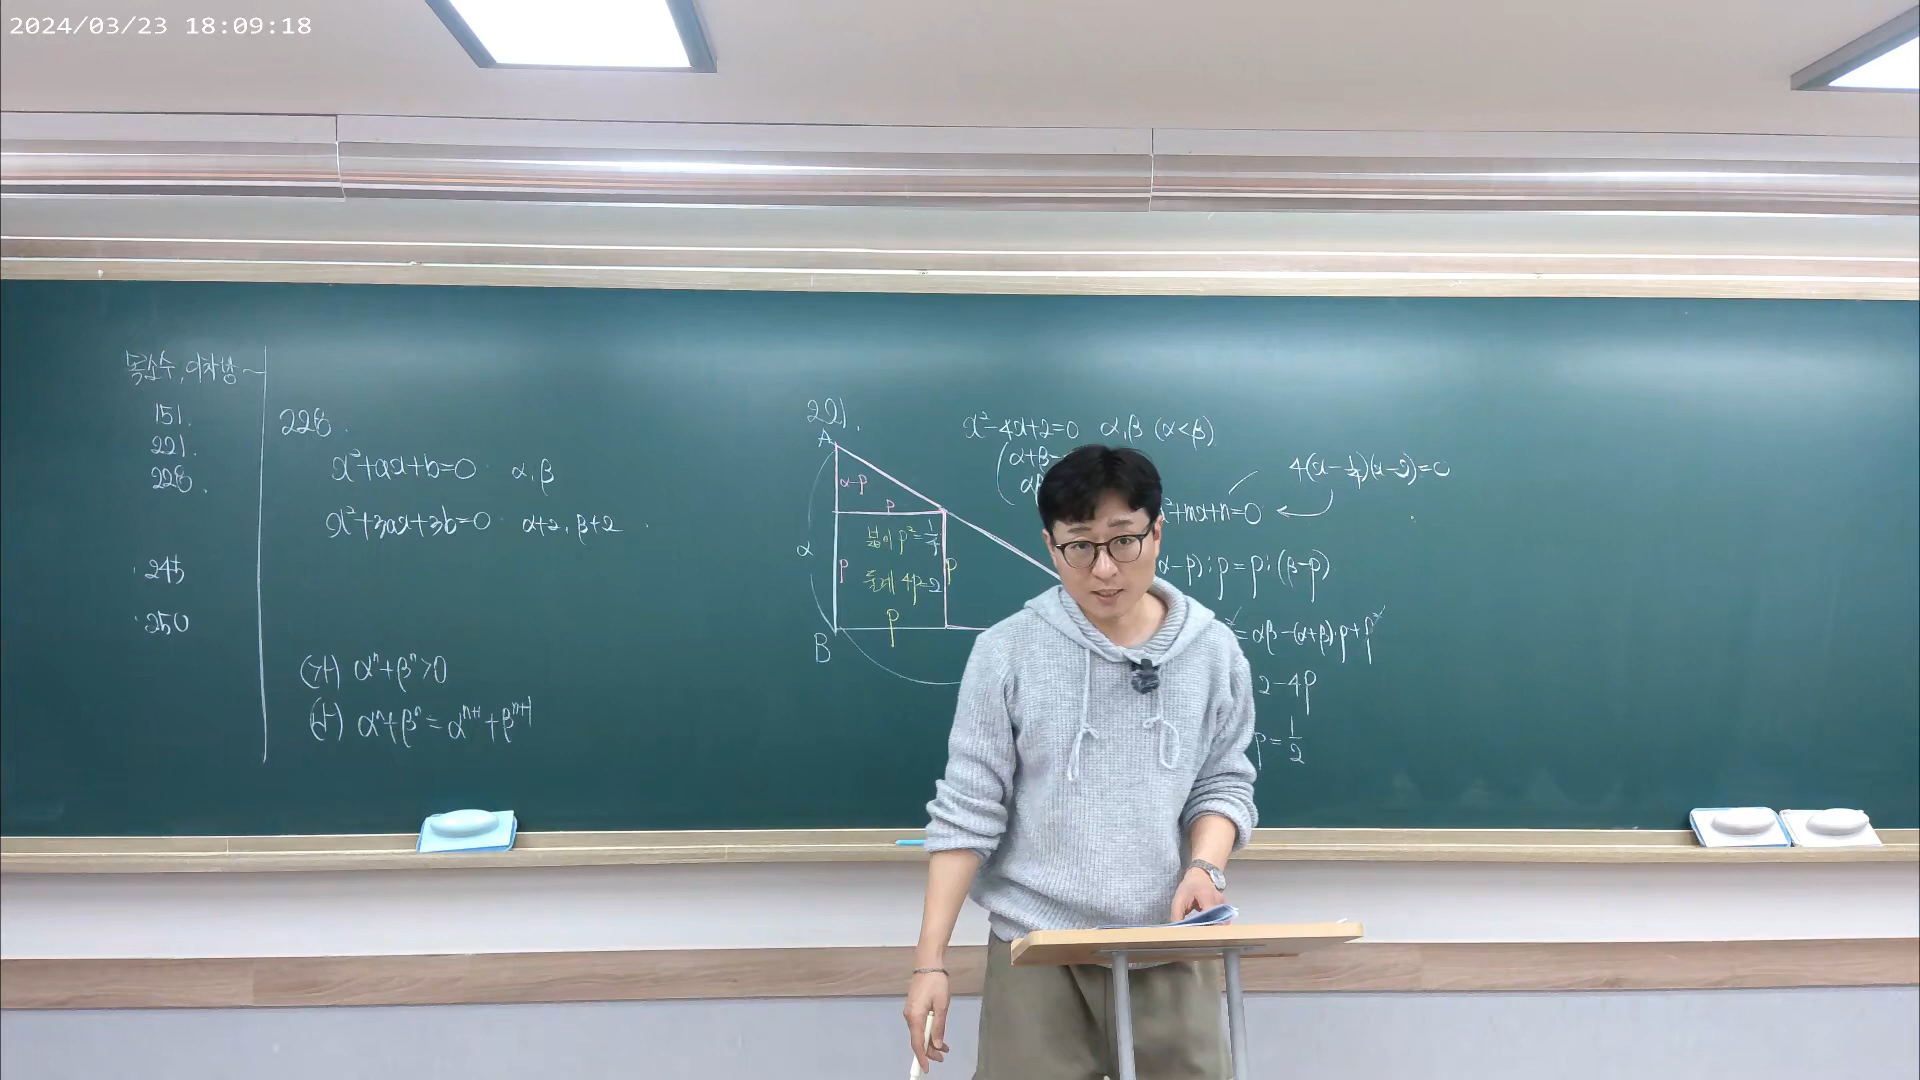 2024/03/23 18:09:18
복소수, 이차방~
151.
221.
228.
245
250
228.
x²+ax+b=0 α, β
x²+3ax+3b=0 α+2, β+2
(가) αⁿ+βⁿ>0
(나) αⁿ+βⁿ=αⁿ⁺¹+βⁿ⁺¹
221.
A
α-p
p
넓이 p²=1/4
α
p
둘레 4p=2
p
p
B
x²-4x+2=0 α, β (α<β)
α+β
4(x-1/4)(x-2)=0
x²+mx+n=0
α-p):p=p:(β-p)
=αβ-(α+β)·p+p²
2-4p
p=1/2